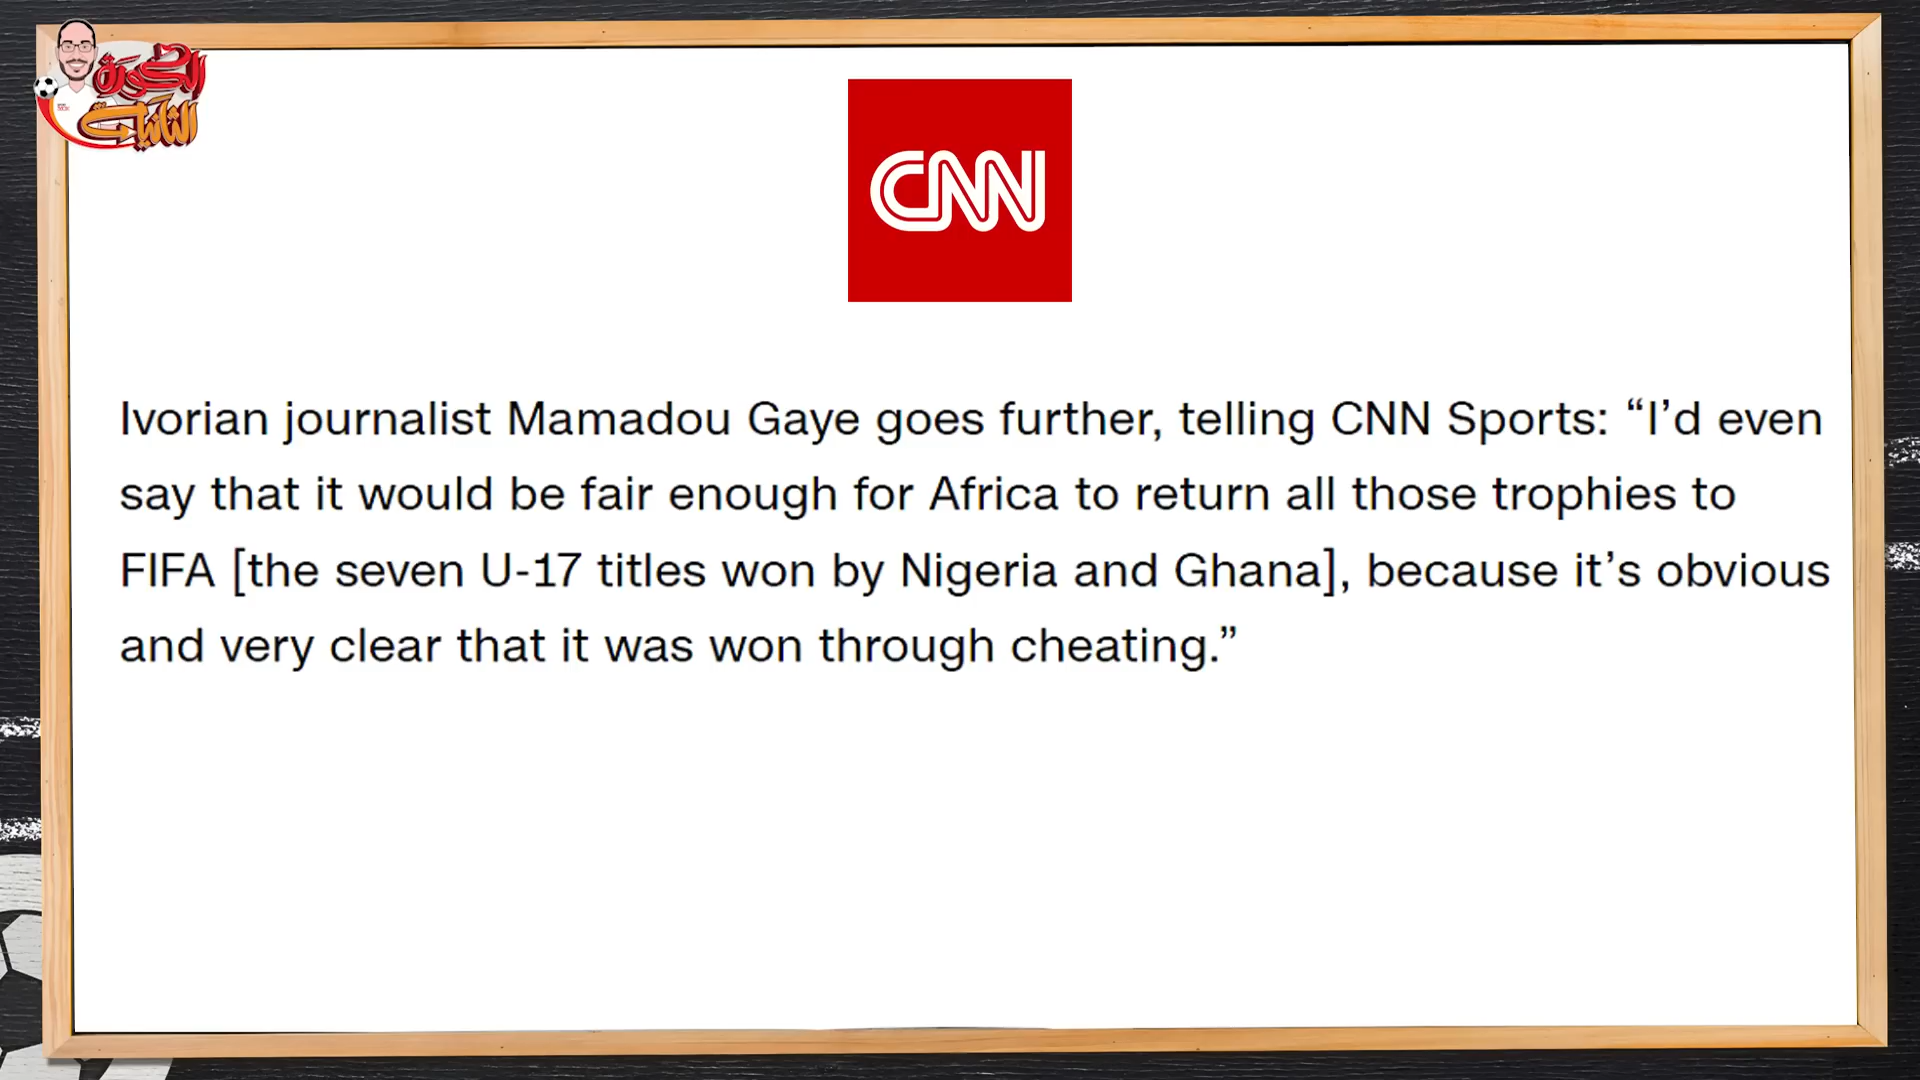 الكورة
التانية
CNN
Ivorian journalist Mamadou Gaye goes further, telling CNN Sports: “I’d even
say that it would be fair enough for Africa to return all those trophies to
FIFA [the seven U-17 titles won by Nigeria and Ghana], because it’s obvious
and very clear that it was won through cheating.”